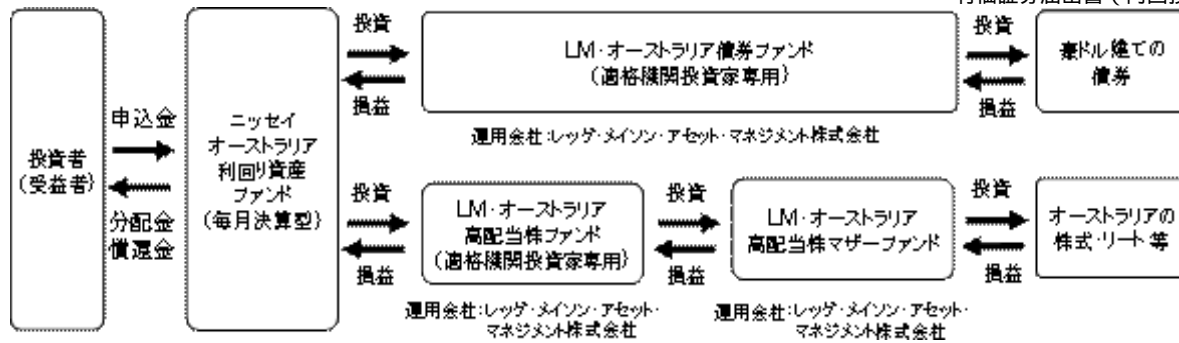 投資者
(受益者)
申込金
分配金
償還金
ニッセイ
オーストラリア
利回り資産
ファンド
(毎月決算型)
投資
損益
LM・オーストラリア債券ファンド
(適格機関投資家専用)
運用会社:レッグ・メイソン・アセット・マネジメント株式会社
投資
損益
豪ドル建ての
債券
投資
損益
LM・オーストラリア
高配当株ファンド
(適格機関投資家専用)
運用会社:レッグ・メイソン・アセット・
マネジメント株式会社
投資
損益
LM・オーストラリア
高配当株マザーファンド
運用会社:レッグ・メイソン・アセット・
マネジメント株式会社
投資
損益
オーストラリアの
株式・リート等